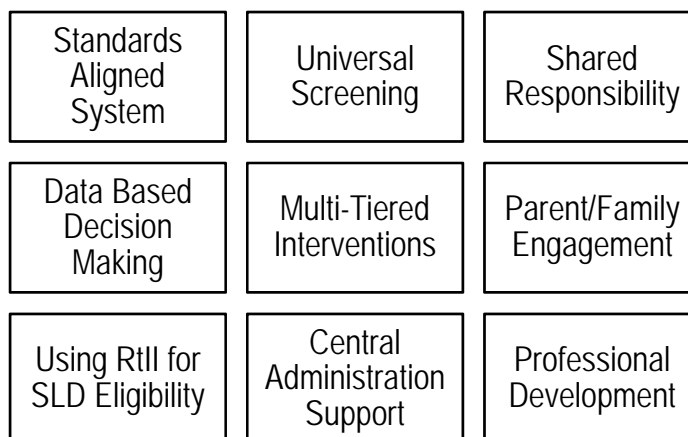 Standards
Aligned
System
Universal
Screening
Shared
Responsibility
Data Based
Decision
Making
Multi-Tiered
Interventions
Parent/Family
Engagement
Using RtII for
SLD Eligibility
Central
Administration
Support
Professional
Development